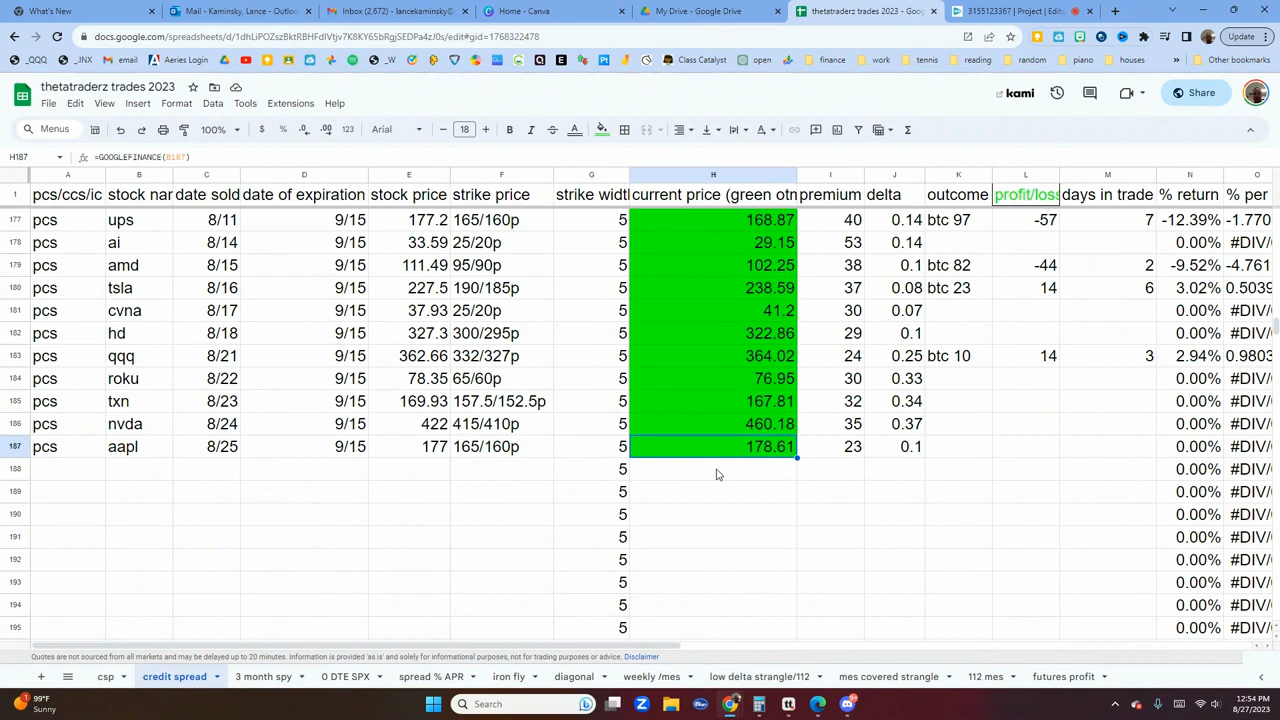 What's New
Mail - Kaminsky, Lance - Outloo
Inbox (2,672) - lancekaminsky@
Home - Canva
My Drive - Google Drive
thetatraderz trades 2023 - Goo
3155123367 | Project | Edito
docs.google.com/spreadsheets/d/1dhLiPOZszBktRBHFdIVtjv7K8KY65bRgjSEDPa4zJ0s/edit#gid=1768322478
Update
_QQQ
_INX
email
Aeries Login
_W
Class Catalyst
open
finance
work
tennis
reading
random
piano
houses
Other bookmarks
thetatraderz trades 2023
File Edit View Insert Format Data Tools Extensions Help
kami
Share
Menus
100%
$ % .0 .00 123
Arial
18
H187
=GOOGLEFINANCE(B187)
A B C D E F G H I J K L M N O
1 pcs/ccs/ic stock nar date sold date of expiration stock price strike price strike width current price (green otn premium delta outcome profit/loss days in trade % return % per
177 pcs ups 8/11 9/15 177.2 165/160p 5 168.87 40 0.14 btc 97 -57 7 -12.39% -1.770
178 pcs ai 8/14 9/15 33.59 25/20p 5 29.15 53 0.14 0.00% #DIV/
179 pcs amd 8/15 9/15 111.49 95/90p 5 102.25 38 0.1 btc 82 -44 2 -9.52% -4.761
180 pcs tsla 8/16 9/15 227.5 190/185p 5 238.59 37 0.08 btc 23 14 6 3.02% 0.5039
181 pcs cvna 8/17 9/15 37.93 25/20p 5 41.2 30 0.07 0.00% #DIV/
182 pcs hd 8/18 9/15 327.3 300/295p 5 322.86 29 0.1 0.00% #DIV/
183 pcs qqq 8/21 9/15 362.66 332/327p 5 364.02 24 0.25 btc 10 14 3 2.94% 0.9803
184 pcs roku 8/22 9/15 78.35 65/60p 5 76.95 30 0.33 0.00% #DIV/
185 pcs txn 8/23 9/15 169.93 157.5/152.5p 5 167.81 32 0.34 0.00% #DIV/
186 pcs nvda 8/24 9/15 422 415/410p 5 460.18 35 0.37 0.00% #DIV/
187 pcs aapl 8/25 9/15 177 165/160p 5 178.61 23 0.1 0.00% #DIV/
188 5 0.00% #DIV/
189 5 0.00% #DIV/
190 5 0.00% #DIV/
191 5 0.00% #DIV/
192 5 0.00% #DIV/
193 5 0.00% #DIV/
194 5 0.00% #DIV/
195 5 0.00% #DIV/
Quotes are not sourced from all markets and may be delayed up to 20 minutes. Information is provided 'as is' and solely for informational purposes, not for trading purposes or advice. Disclaimer
csp credit spread 3 month spy 0 DTE SPX spread % APR iron fly diagonal weekly /mes low delta strangle/112 mes covered strangle 112 mes futures profit
99°F
Sunny
Search
12:54 PM
8/27/2023